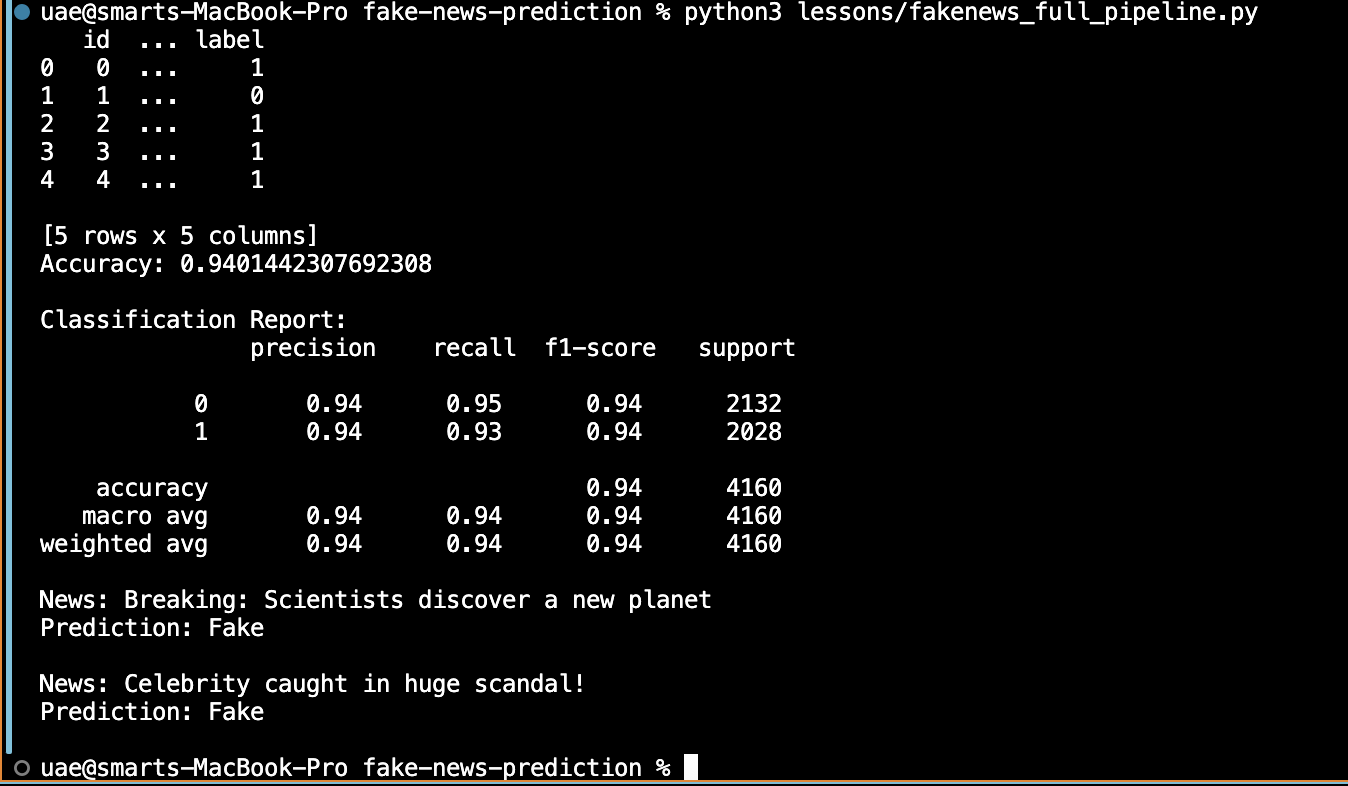 uae@smarts-MacBook-Pro fake-news-prediction % python3 lessons/fakenews_full_pipeline.py
   id  ... label
0   0  ...     1
1   1  ...     0
2   2  ...     1
3   3  ...     1
4   4  ...     1

[5 rows x 5 columns]
Accuracy: 0.9401442307692308

Classification Report:
               precision    recall  f1-score   support

           0       0.94      0.95      0.94      2132
           1       0.94      0.93      0.94      2028

    accuracy                           0.94      4160
   macro avg       0.94      0.94      0.94      4160
weighted avg       0.94      0.94      0.94      4160

News: Breaking: Scientists discover a new planet
Prediction: Fake

News: Celebrity caught in huge scandal!
Prediction: Fake

uae@smarts-MacBook-Pro fake-news-prediction %